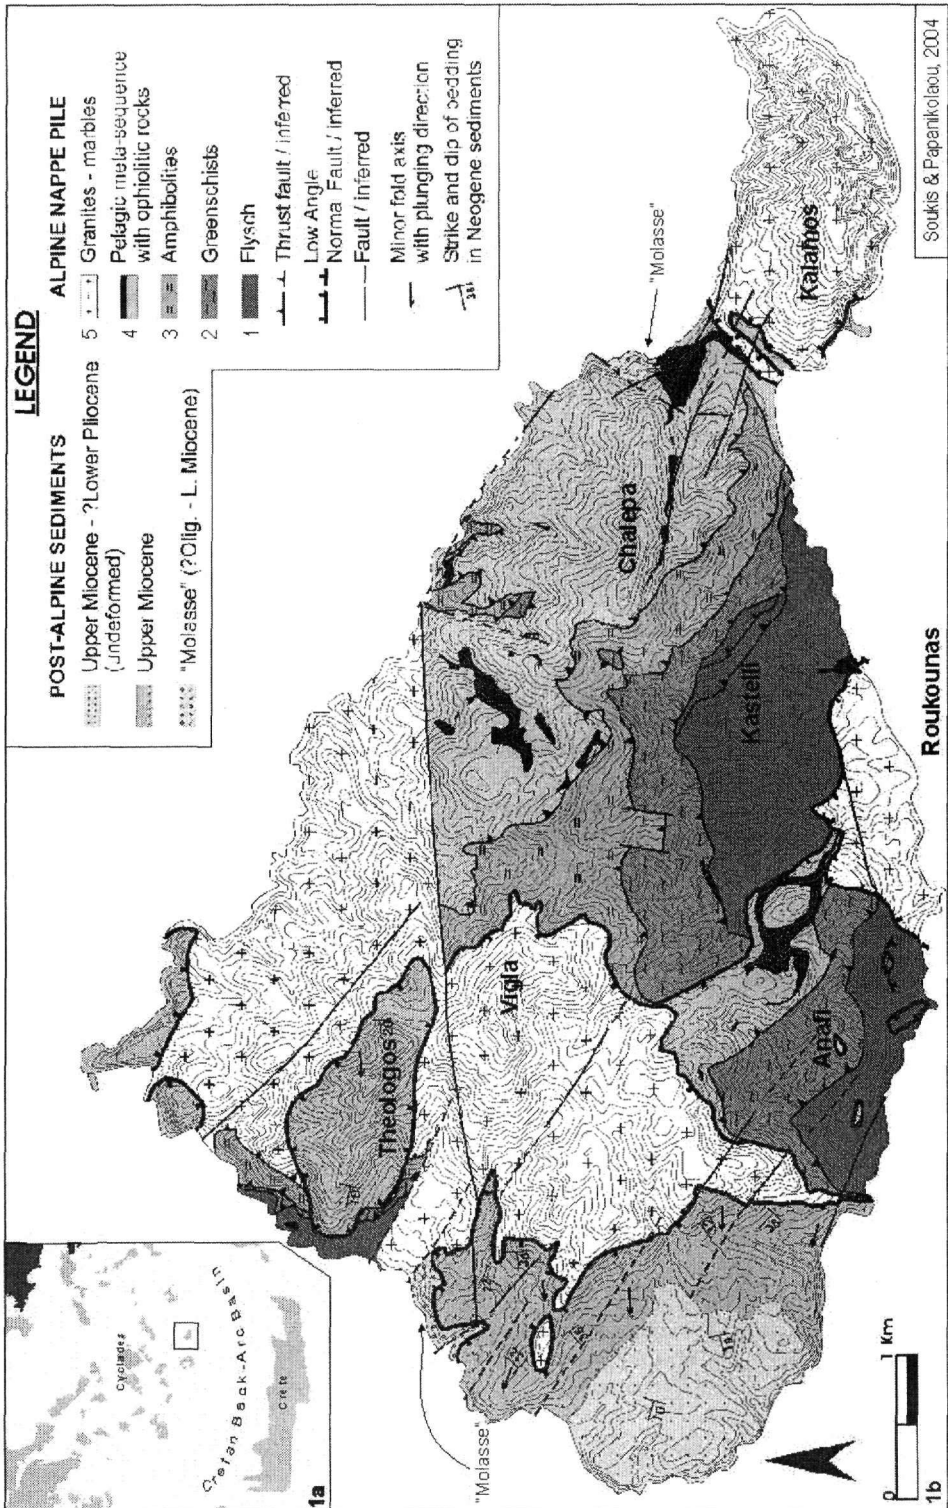 LEGEND
POST-ALPINE SEDIMENTS
Upper Miocene - ?Lower Pliocene
(Undeformed)
Upper Miocene
"Molasse" (?Olig. - L. Miocene)
ALPINE NAPPE PILE
5 Granites - marbles
4 Pelagic meta-sequence
with ophiolitic rocks
3 Amphibolites
2 Greenschists
1 Flysch
Thrust fault / inferred
Low Angle
Normal Fault / inferred
Fault / inferred
Minor fold axis
with plunging direction
Strike and dip of bedding
in Neogene sediments
Cyclades
Cretan Back-Arc Basin
Crete
1a
Theologos
Vigla
Chalepa
"Molasse"
"Molasse"
Kastelli
Kalamos
Anafi
Roukounas
0 1 Km
1b
Soukis & Papanikolaou, 2004